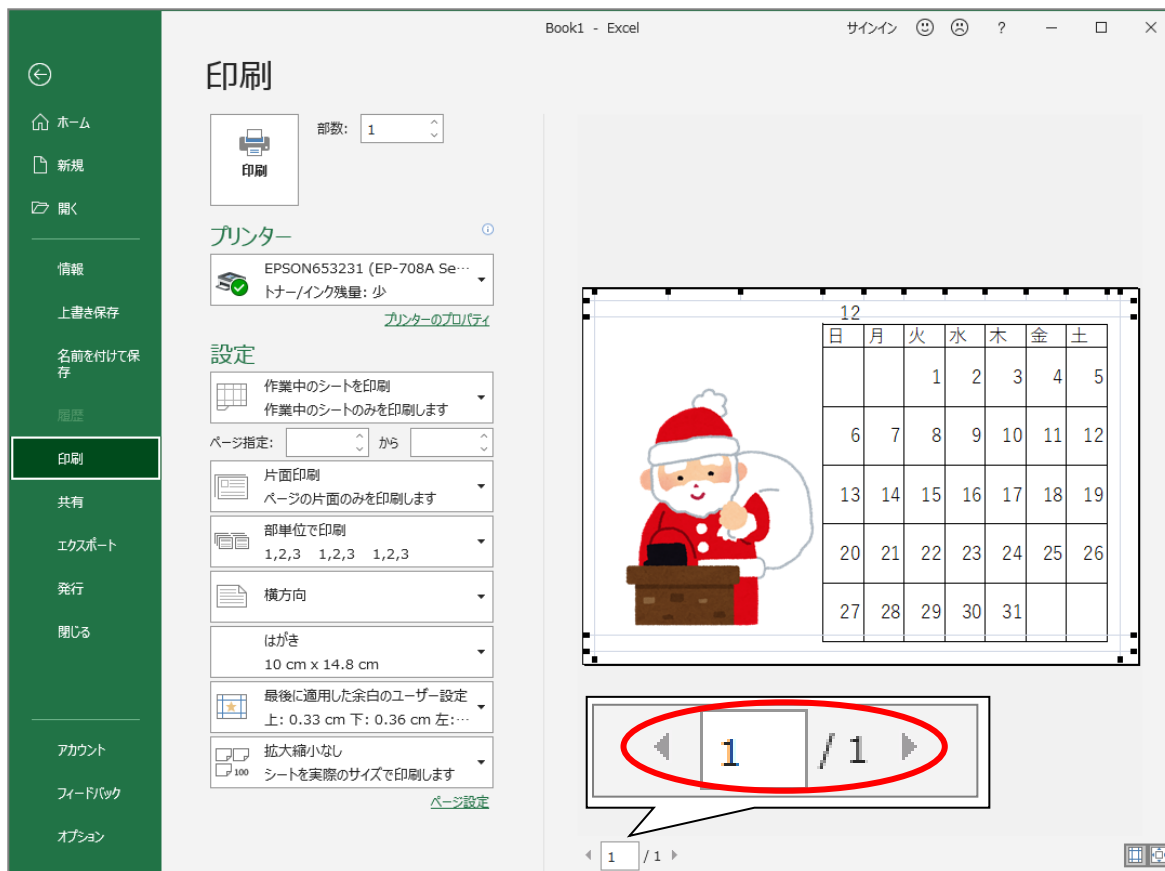 Book1 - Excel
サインイン
?
印刷
ホーム
新規
開く
情報
上書き保存
名前を付けて保
存
履歴
印刷
共有
エクスポート
発行
閉じる
アカウント
フィードバック
オプション
印刷
部数: 1
プリンター
EPSON653231 (EP-708A Se…
トナー/インク残量: 少
プリンターのプロパティ
設定
作業中のシートを印刷
作業中のシートのみを印刷します
ページ指定: から
片面印刷
ページの片面のみを印刷します
部単位で印刷
1,2,3 1,2,3 1,2,3
横方向
はがき
10 cm x 14.8 cm
最後に適用した余白のユーザー設定
上: 0.33 cm 下: 0.36 cm 左:…
100
拡大縮小なし
シートを実際のサイズで印刷します
ページ設定
12
日 月 火 水 木 金 土
1 2 3 4 5
6 7 8 9 10 11 12
13 14 15 16 17 18 19
20 21 22 23 24 25 26
27 28 29 30 31
1 / 1
1 / 1